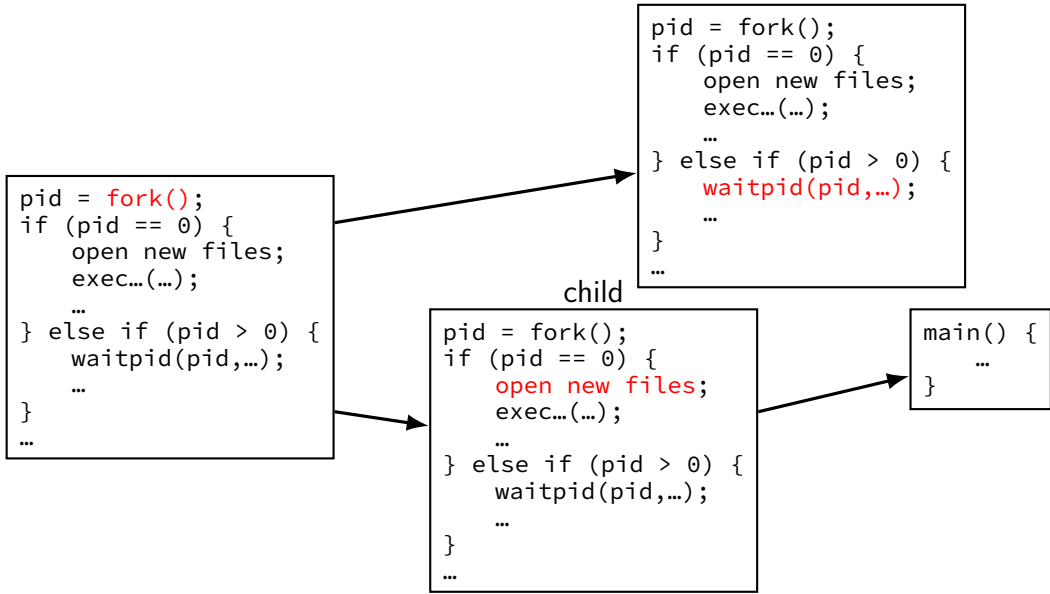 pid = fork();
if (pid == 0) {
open new files;
exec…(…);
…
} else if (pid > 0) {
waitpid(pid,…);
…
}
…
pid = fork();
if (pid == 0) {
open new files;
exec…(…);
…
} else if (pid > 0) {
waitpid(pid,…);
…
}
…
child
pid = fork();
if (pid == 0) {
open new files;
exec…(…);
…
} else if (pid > 0) {
waitpid(pid,…);
…
}
…
main() {
…
}